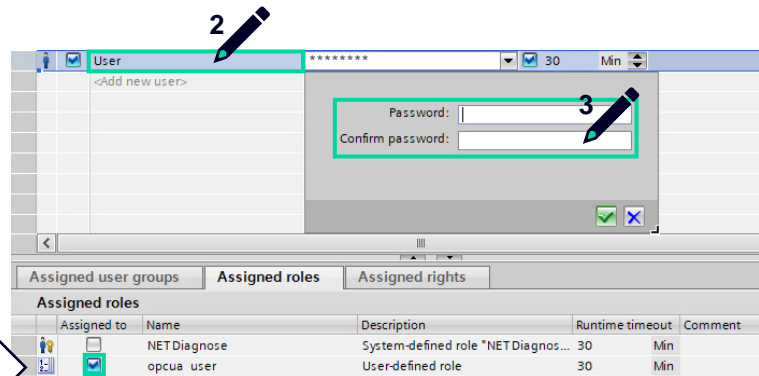 2
User ******** 30 Min
<Add new user>
3
Password:
Confirm password:
Assigned user groups Assigned roles Assigned rights
Assigned roles
Assigned to Name Description Runtime timeout Comment
NET Diagnose System-defined role "NET Diagnos... 30 Min
opcua_user User-defined role 30 Min